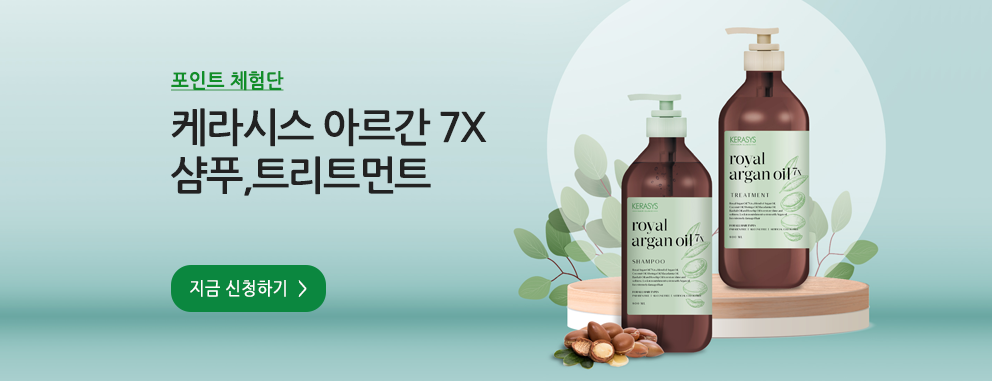 포인트 체험단
케라시스 아르간 7X
샴푸,트리트먼트
지금 신청하기 >
KERASYS
royal
argan oil 7X
TREATMENT
KERASYS
royal
argan oil 7X
SHAMPOO